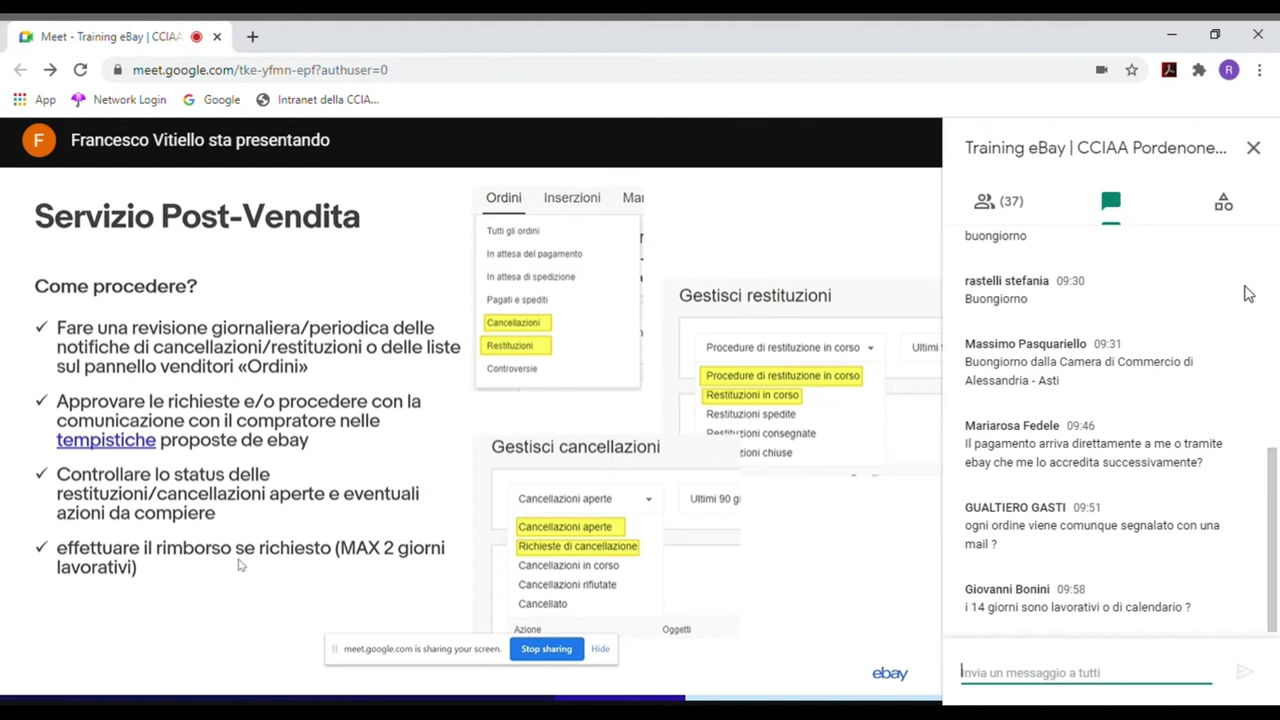 Meet - Training eBay | CCIAA
meet.google.com/tke-yfmn-epf?authuser=0
R
App
Network Login
Google
Intranet della CCIA...
F
Francesco Vitiello sta presentando
Servizio Post-Vendita
Come procedere?
✓ Fare una revisione giornaliera/periodica delle
notifiche di cancellazioni/restituzioni o delle liste
sul pannello venditori «Ordini»
✓ Approvare le richieste e/o procedere con la
comunicazione con il compratore nelle
tempistiche proposte de ebay
✓ Controllare lo status delle
restituzioni/cancellazioni aperte e eventuali
azioni da compiere
✓ effettuare il rimborso se richiesto (MAX 2 giorni
lavorativi)
Ordini Inserzioni Mar
Tutti gli ordini
In attesa del pagamento
In attesa di spedizione
Pagati e spediti
Cancellazioni
Restituzioni
Controversie
Gestisci restituzioni
Procedure di restituzione in corso
Ultimi
Procedure di restituzione in corso
Restituzioni in corso
Restituzioni spedite
Restituzioni consegnate
zioni chiuse
Gestisci cancellazioni
Cancellazioni aperte
Ultimi 90 gi
Cancellazioni aperte
Richieste di cancellazione
Cancellazioni in corso
Cancellazioni rifiutate
Cancellato
Azione
Oggetti
meet.google.com is sharing your screen.
Stop sharing
Hide
ebay
Training eBay | CCIAA Pordenone...
(37)
buongiorno
rastelli stefania 09:30
Buongiorno
Massimo Pasquariello 09:31
Buongiorno dalla Camera di Commercio di
Alessandria - Asti
Mariarosa Fedele 09:46
Il pagamento arriva direttamente a me o tramite
ebay che me lo accredita successivamente?
GUALTIERO GASTI 09:51
ogni ordine viene comunque segnalato con una
mail ?
Giovanni Bonini 09:58
i 14 giorni sono lavorativi o di calendario ?
Invia un messaggio a tutti